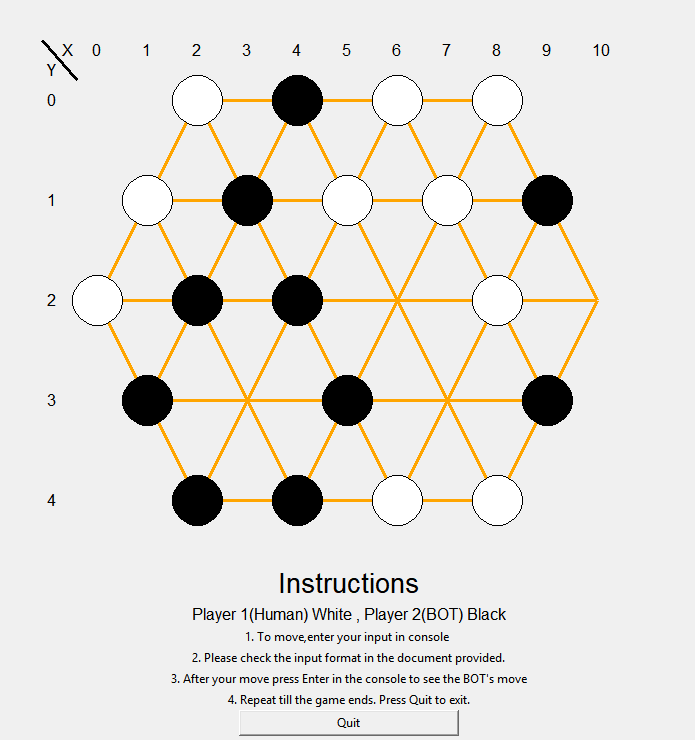 X 0 1 2 3 4 5 6 7 8 9 10
Y
0
1
2
3
4
Instructions
Player 1(Human) White , Player 2(BOT) Black
1. To move,enter your input in console
2. Please check the input format in the document provided.
3. After your move press Enter in the console to see the BOT's move
4. Repeat till the game ends. Press Quit to exit.
Quit